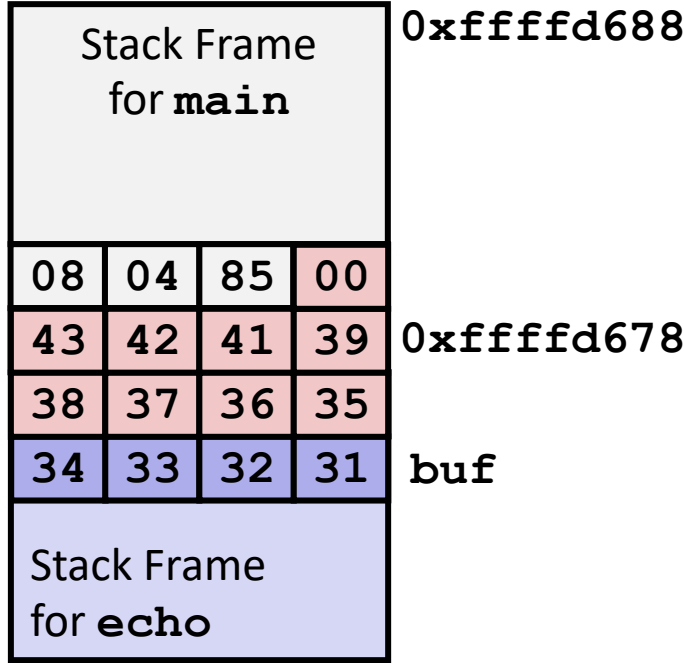 Stack Frame 0xffffd688
for main
08 04 85 00
43 42 41 39 0xffffd678
38 37 36 35
34 33 32 31 buf
Stack Frame
for echo